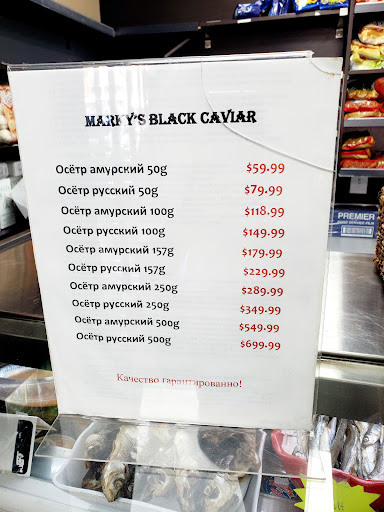 MARKY'S BLACK CAVIAR
Осётр амурский 50g $59.99
Осётр русский 50g $79.99
Осётр амурский 100g $118.99
Осётр русский 100g $149.99
Осётр амурский 157g $179.99
Осётр русский 157g $229.99
Осётр амурский 250g $289.99
Осётр русский 250g $349.99
Осётр амурский 500g $549.99
Осётр русский 500g $699.99
Качество гарантированно!
PREMIER